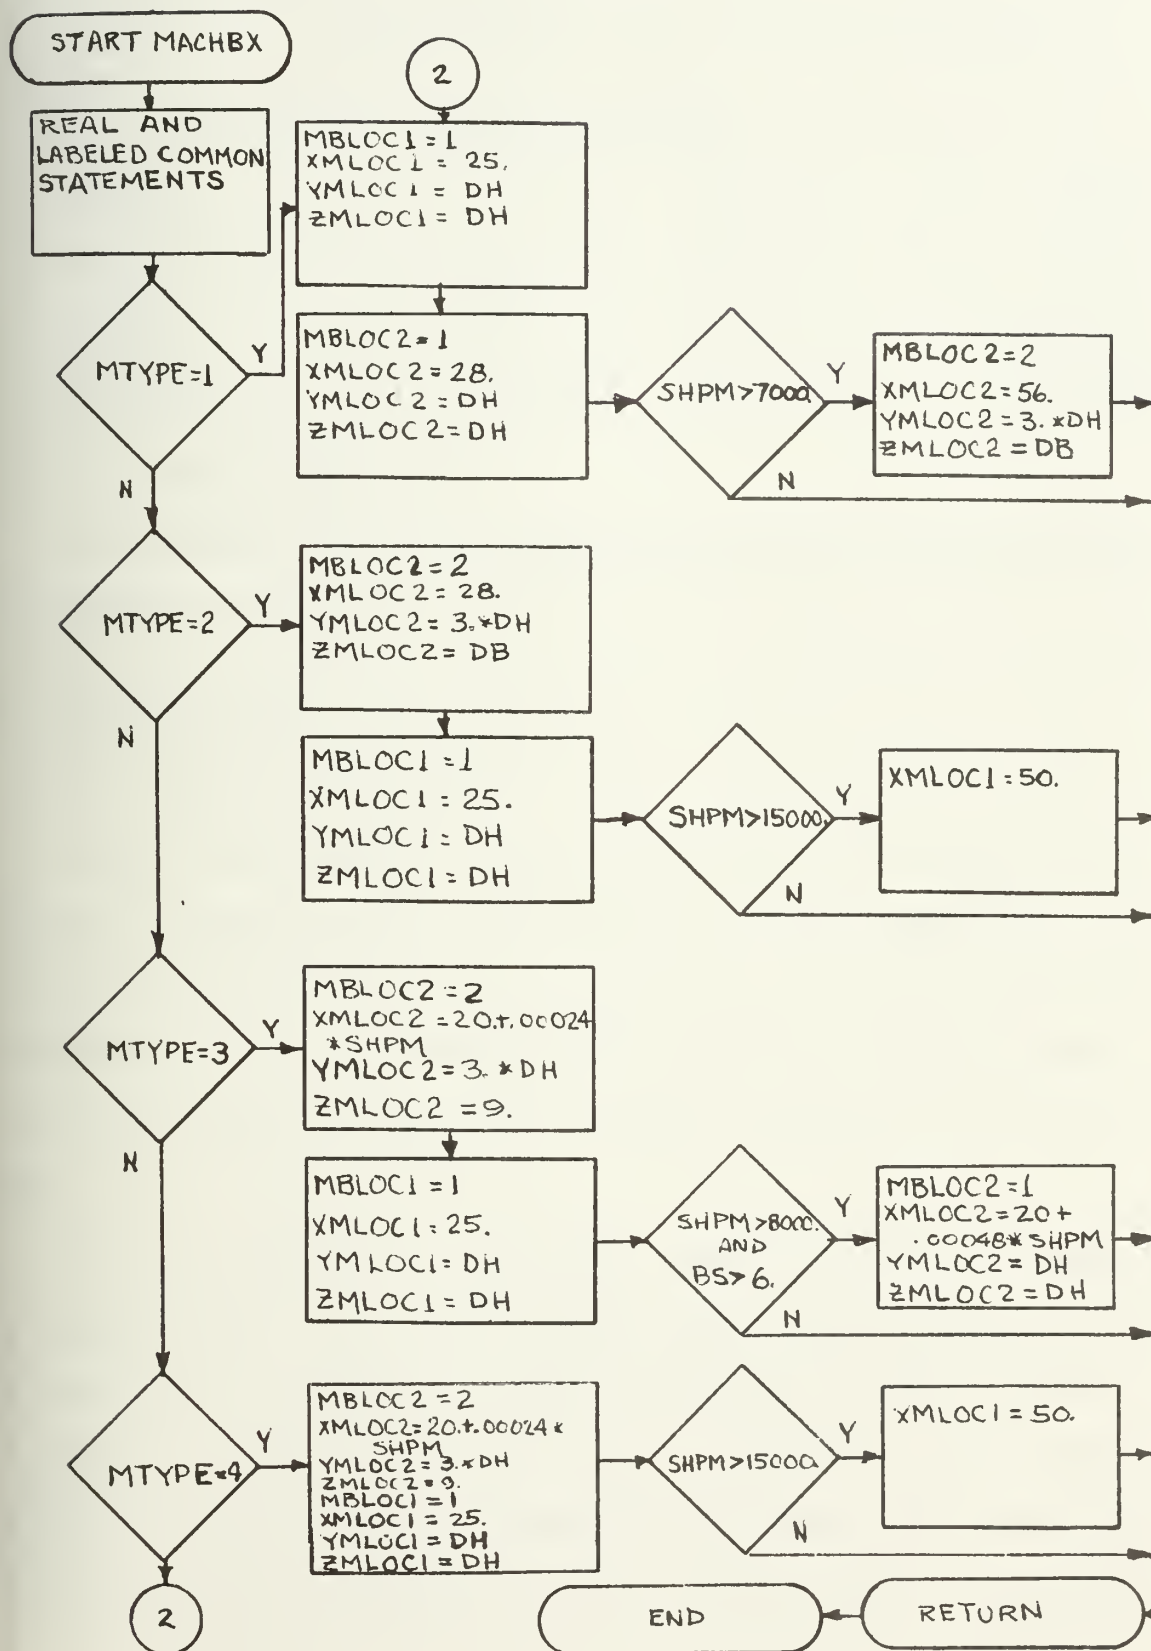 START MACHBX
REAL AND
LABELED COMMON
STATEMENTS
2
MBLOC1 = 1
XMLOC1 = 25.
YMLOC1 = DH
ZMLOC1 = DH
MTYPE=1
Y
N
MBLOC2 = 1
XMLOC2 = 28.
YMLOC2 = DH
ZMLOC2 = DH
SHPM>7000.
Y
N
MBLOC2=2
XMLOC2=56.
YMLOC2=3.*DH
ZMLOC2=DB
MTYPE=2
Y
N
MBLOC2=2
XMLOC2=28.
YMLOC2=3.*DH
ZMLOC2=DB
MBLOC1=1
XMLOC1=25.
YMLOC1=DH
ZMLOC1=DH
SHPM>15000.
Y
N
XMLOC1=50.
MTYPE=3
Y
N
MBLOC2=2
XMLOC2=20.+.00024
*SHPM
YMLOC2=3.*DH
ZMLOC2=9.
MBLOC1=1
XMLOC1=25.
YMLOC1=DH
ZMLOC1=DH
SHPM>8000.
AND
BS>6.
Y
N
MBLOC2=1
XMLOC2=20+
.00048*SHPM
YMLOC2=DH
ZMLOC2=DH
MTYPE=4
Y
MBLOC2=2
XMLOC2=20.+.00024*
SHPM
YMLOC2=3.*DH
ZMLOC2=9.
MBLOC1=1
XMLOC1=25.
YMLOC1=DH
ZMLOC1=DH
SHPM>15000.
Y
N
XMLOC1=50.
2
END
RETURN